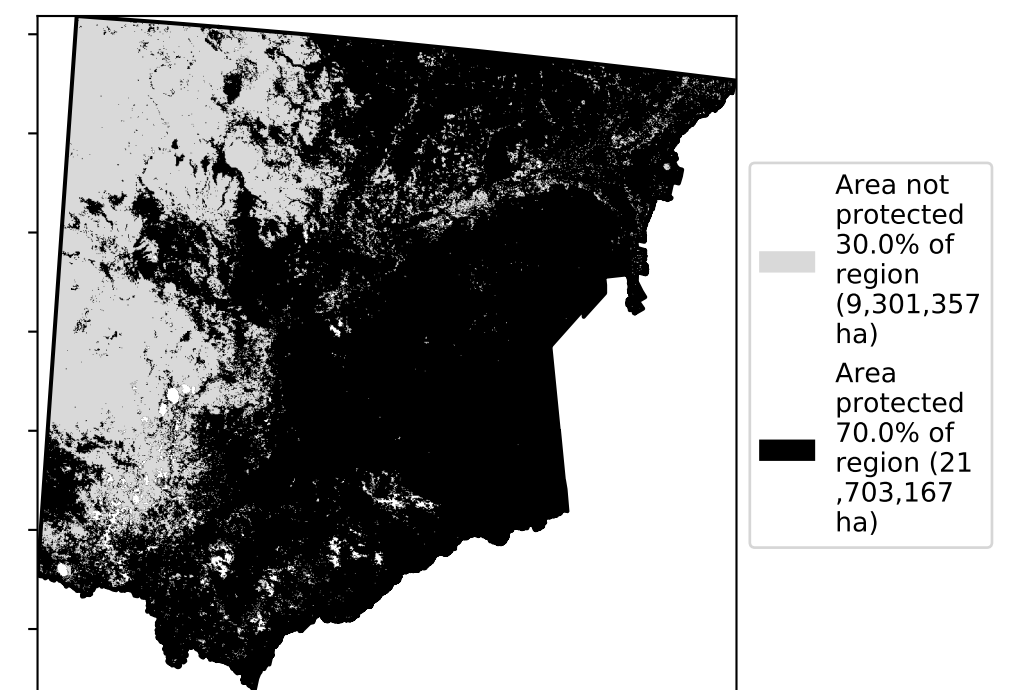 Area not
protected
30.0% of
region
(9,301,357
ha)
Area
protected
70.0% of
region (21
,703,167
ha)